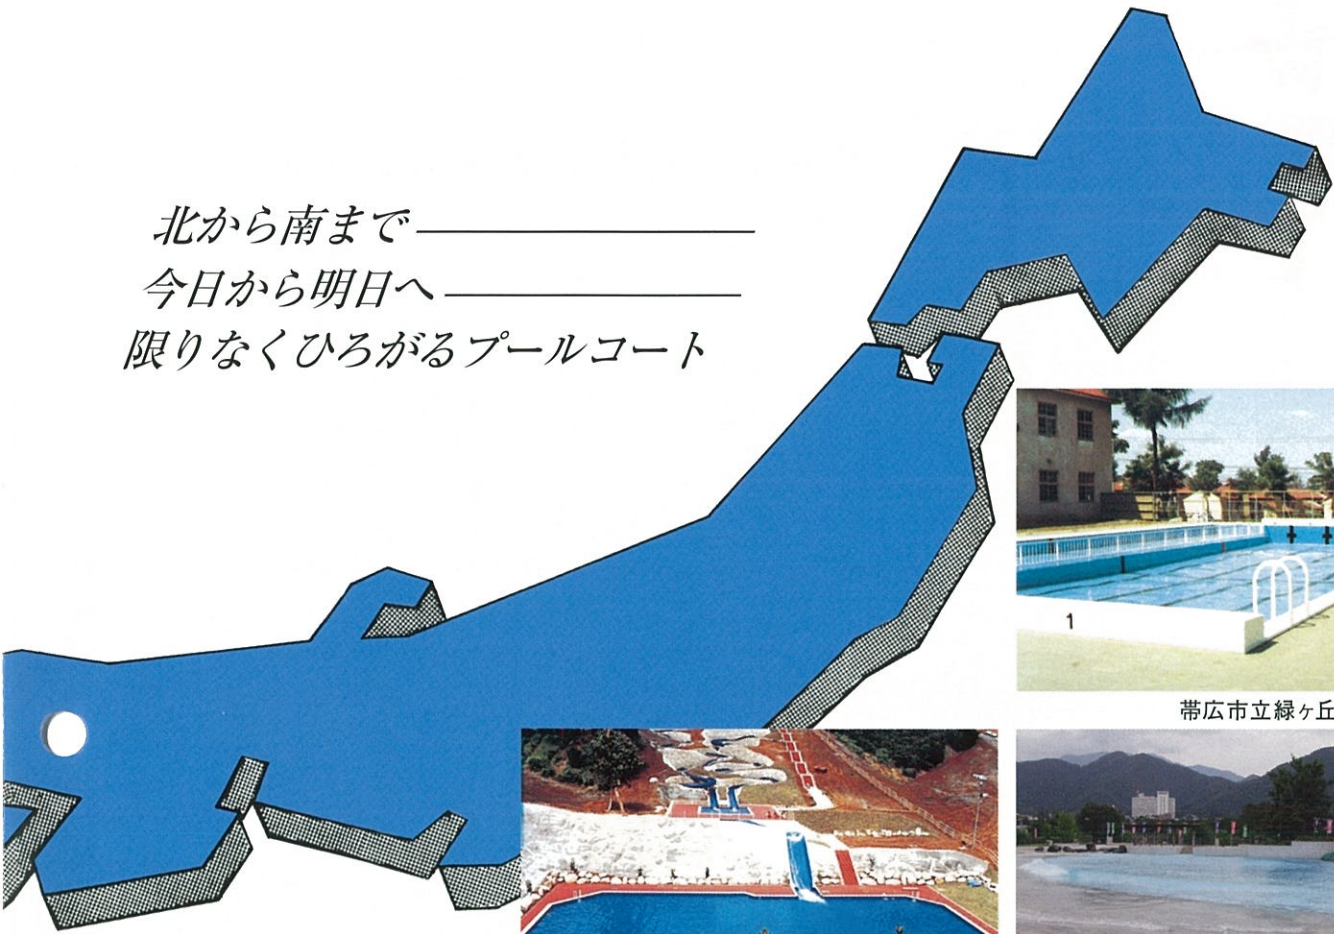 北から南まで
今日から明日へ
限りなくひろがるプールコート
1
帯広市立緑ヶ丘